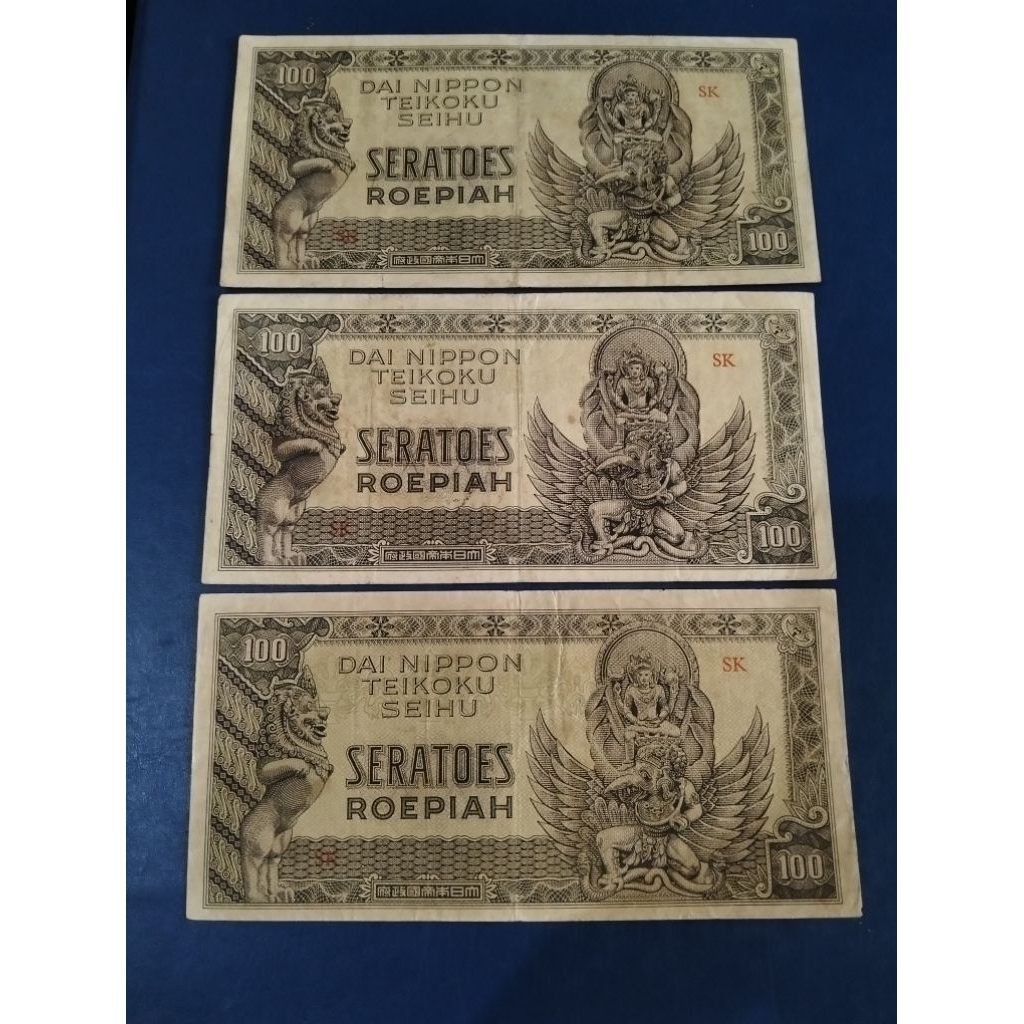 100
DAI NIPPON
TEIKOKU
SEIHU
SK
SERATOES
ROEPIAH
SK
府政國帝本日大
100
100
DAI NIPPON
TEIKOKU
SEIHU
SK
SERATOES
ROEPIAH
SK
府政國帝本日大
100
100
DAI NIPPON
TEIKOKU
SEIHU
SK
SERATOES
ROEPIAH
SK
府政國帝本日大
100